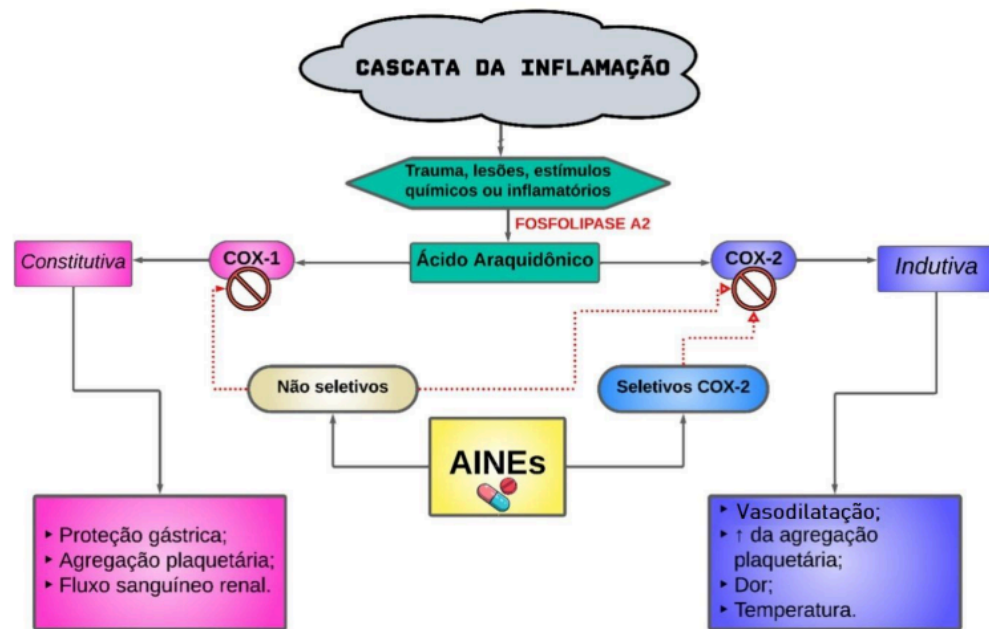 CASCATA DA INFLAMAÇÃO
Trauma, lesões, estímulos
químicos ou inflamatórios
FOSFOLIPASE A2
Constitutiva
COX-1
Ácido Araquidônico
COX-2
Indutiva
Não seletivos
Seletivos COX-2
AINEs
‣ Proteção gástrica;
‣ Agregação plaquetária;
‣ Fluxo sanguíneo renal.
‣ Vasodilatação;
‣ ↑ da agregação
plaquetária;
‣ Dor;
‣ Temperatura.